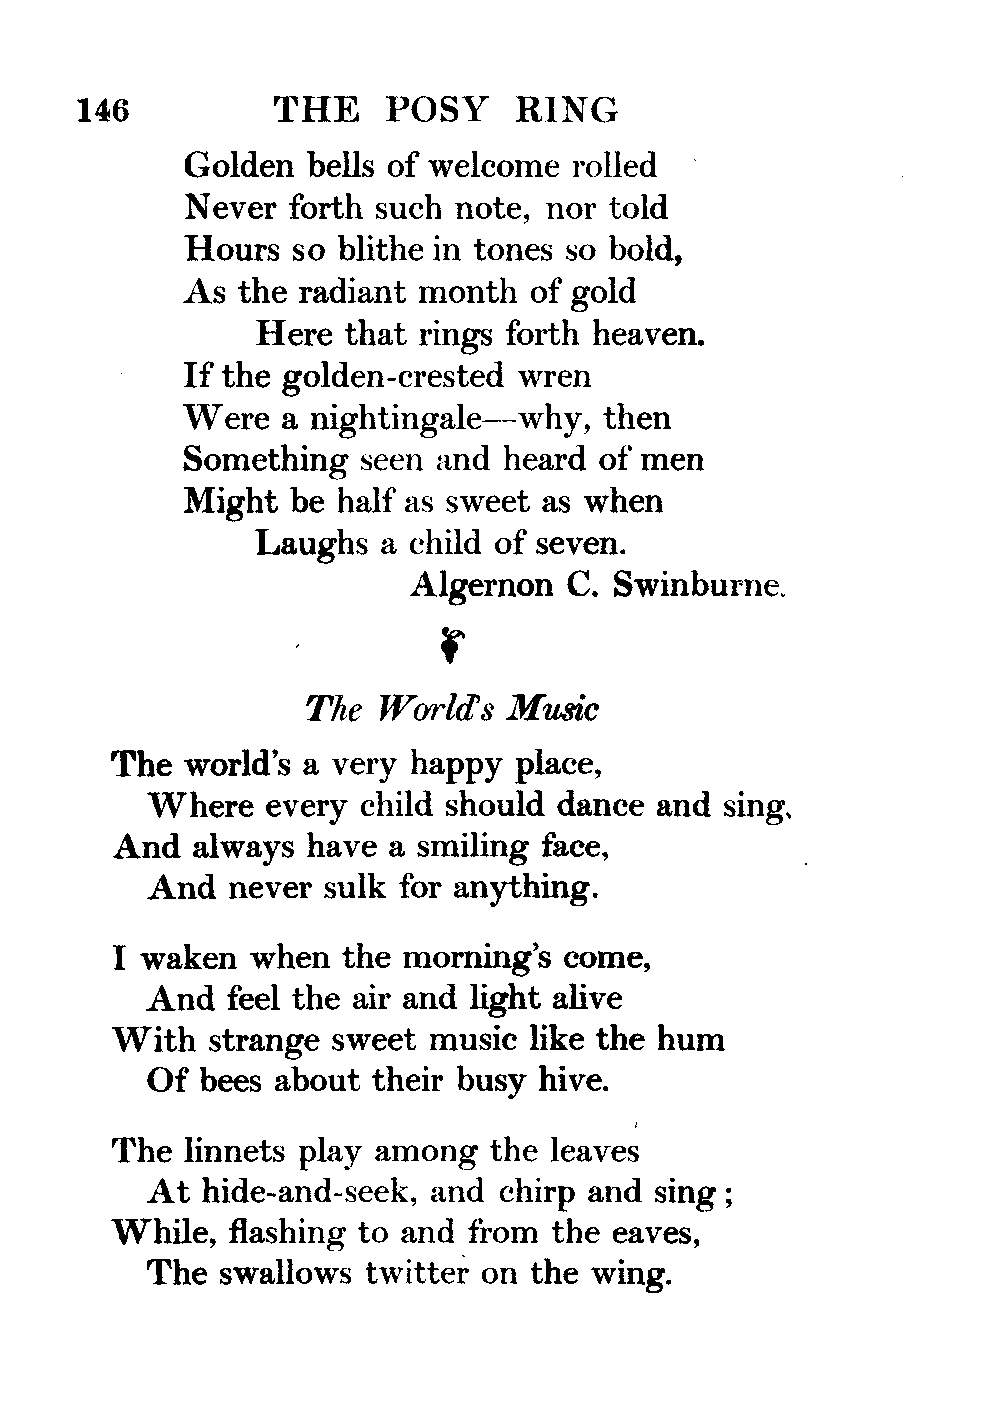 146 THE POSY RING
Golden bells of welcome rolled
Never forth such note, nor told
Hours so blithe in tones so bold,
As the radiant month of gold
Here that rings forth heaven.
If the golden-crested wren
Were a nightingale—why, then
Something seen and heard of men
Might be half as sweet as when
Laughs a child of seven.
Algernon C. Swinburne.
The World's Music
The world's a very happy place,
Where every child should dance and sing,
And always have a smiling face,
And never sulk for anything.
I waken when the morning's come,
And feel the air and light alive
With strange sweet music like the hum
Of bees about their busy hive.
The linnets play among the leaves
At hide-and-seek, and chirp and sing;
While, flashing to and from the eaves,
The swallows twitter on the wing.